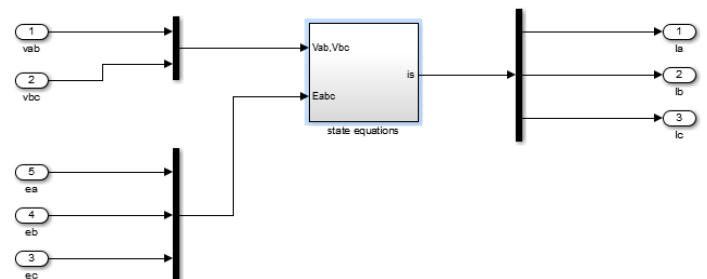 1
vab
2
vbc
Vab,Vbc
is
Eabc
state equations
1
Ia
2
Ib
3
Ic
5
ea
4
eb
3
ec